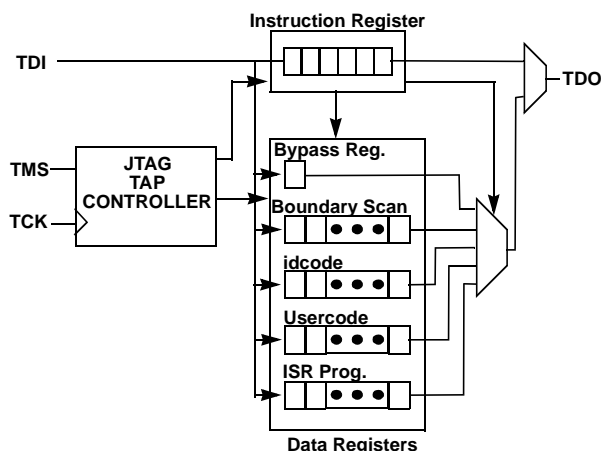 Instruction Register
TDI
TDO
Bypass Reg.
TMS
JTAG
TAP
CONTROLLER
TCK
Boundary Scan
idcode
Usercode
ISR Prog.
Data Registers